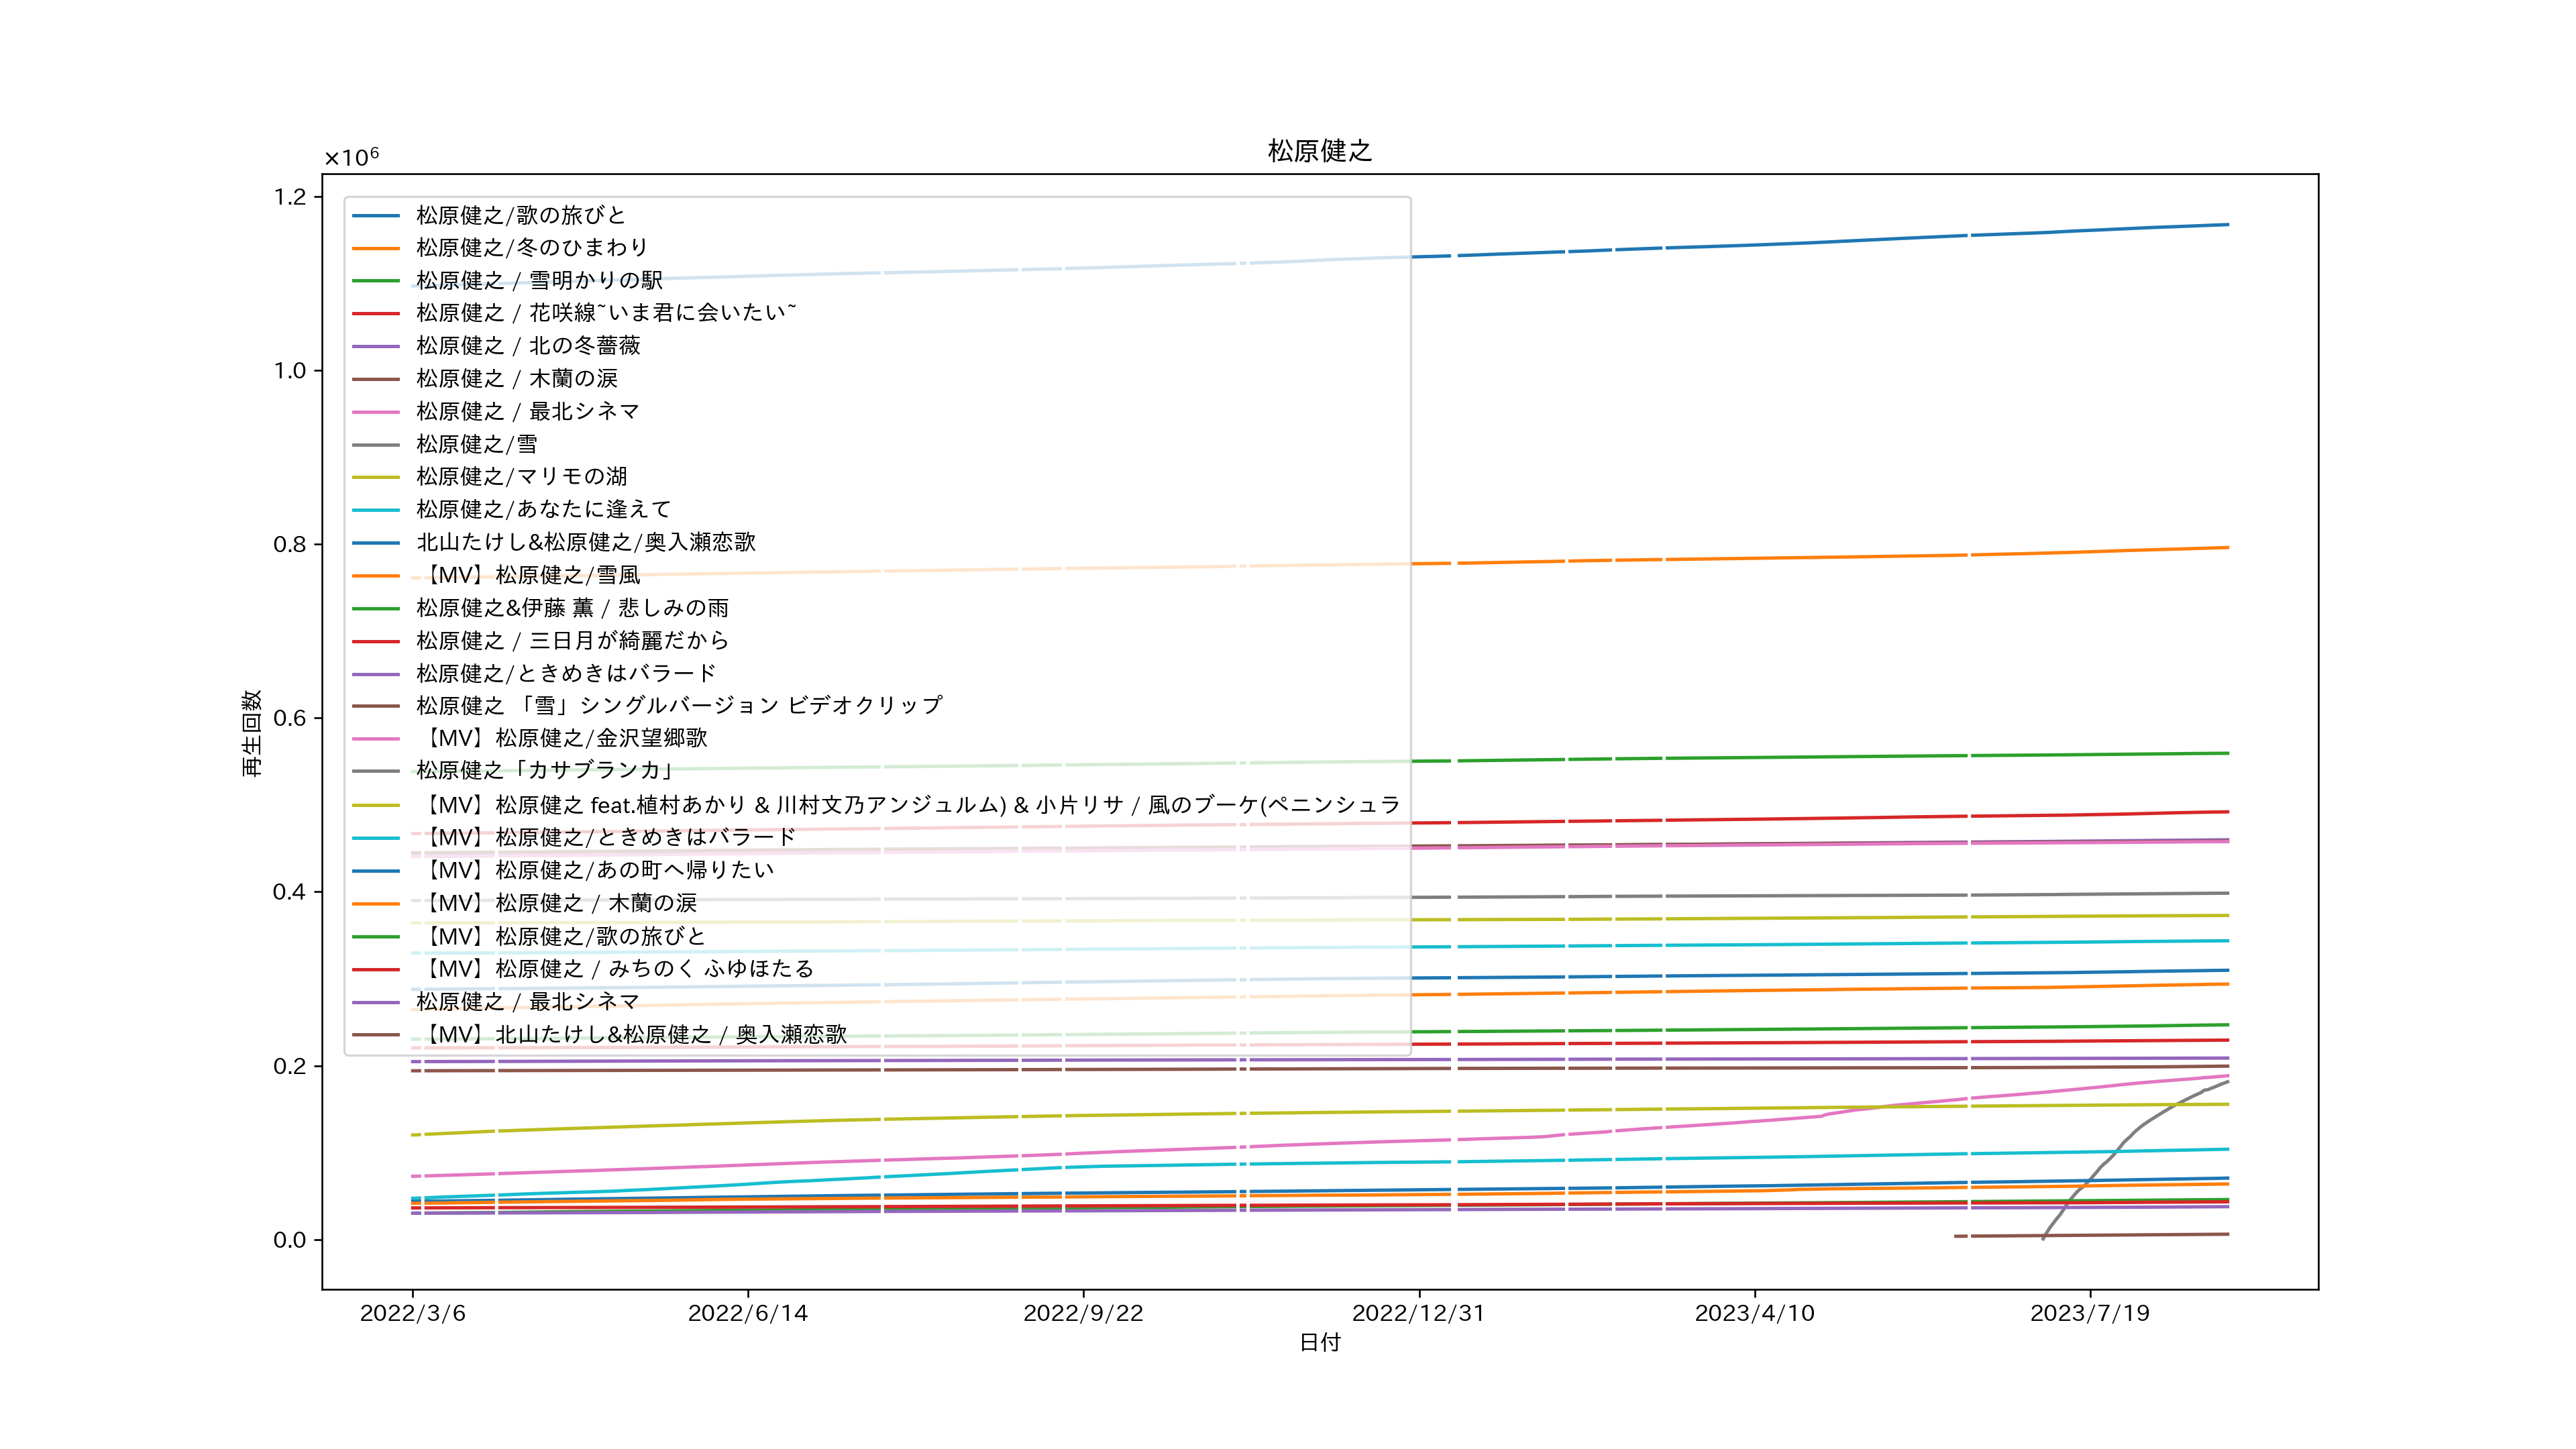 松原健之
×10⁶
1.2
1.0
0.8
0.6
0.4
0.2
0.0
再生回数
松原健之/歌の旅びと
松原健之/冬のひまわり
松原健之 / 雪明かりの駅
松原健之 / 花咲線~いま君に会いたい~
松原健之 / 北の冬薔薇
松原健之 / 木蘭の涙
松原健之 / 最北シネマ
松原健之/雪
松原健之/マリモの湖
松原健之/あなたに逢えて
北山たけし&松原健之/奥入瀬恋歌
【MV】松原健之/雪風
松原健之&伊藤 薫 / 悲しみの雨
松原健之 / 三日月が綺麗だから
松原健之/ときめきはバラード
松原健之 「雪」シングルバージョン ビデオクリップ
【MV】松原健之/金沢望郷歌
松原健之「カサブランカ」
【MV】松原健之 feat.植村あかり & 川村文乃アンジュルム) & 小片リサ / 風のブーケ(ペニンシュラ
【MV】松原健之/ときめきはバラード
【MV】松原健之/あの町へ帰りたい
【MV】松原健之 / 木蘭の涙
【MV】松原健之/歌の旅びと
【MV】松原健之 / みちのく ふゆほたる
松原健之 / 最北シネマ
【MV】北山たけし&松原健之 / 奥入瀬恋歌
2022/3/6
2022/6/14
2022/9/22
2022/12/31
2023/4/10
2023/7/19
日付